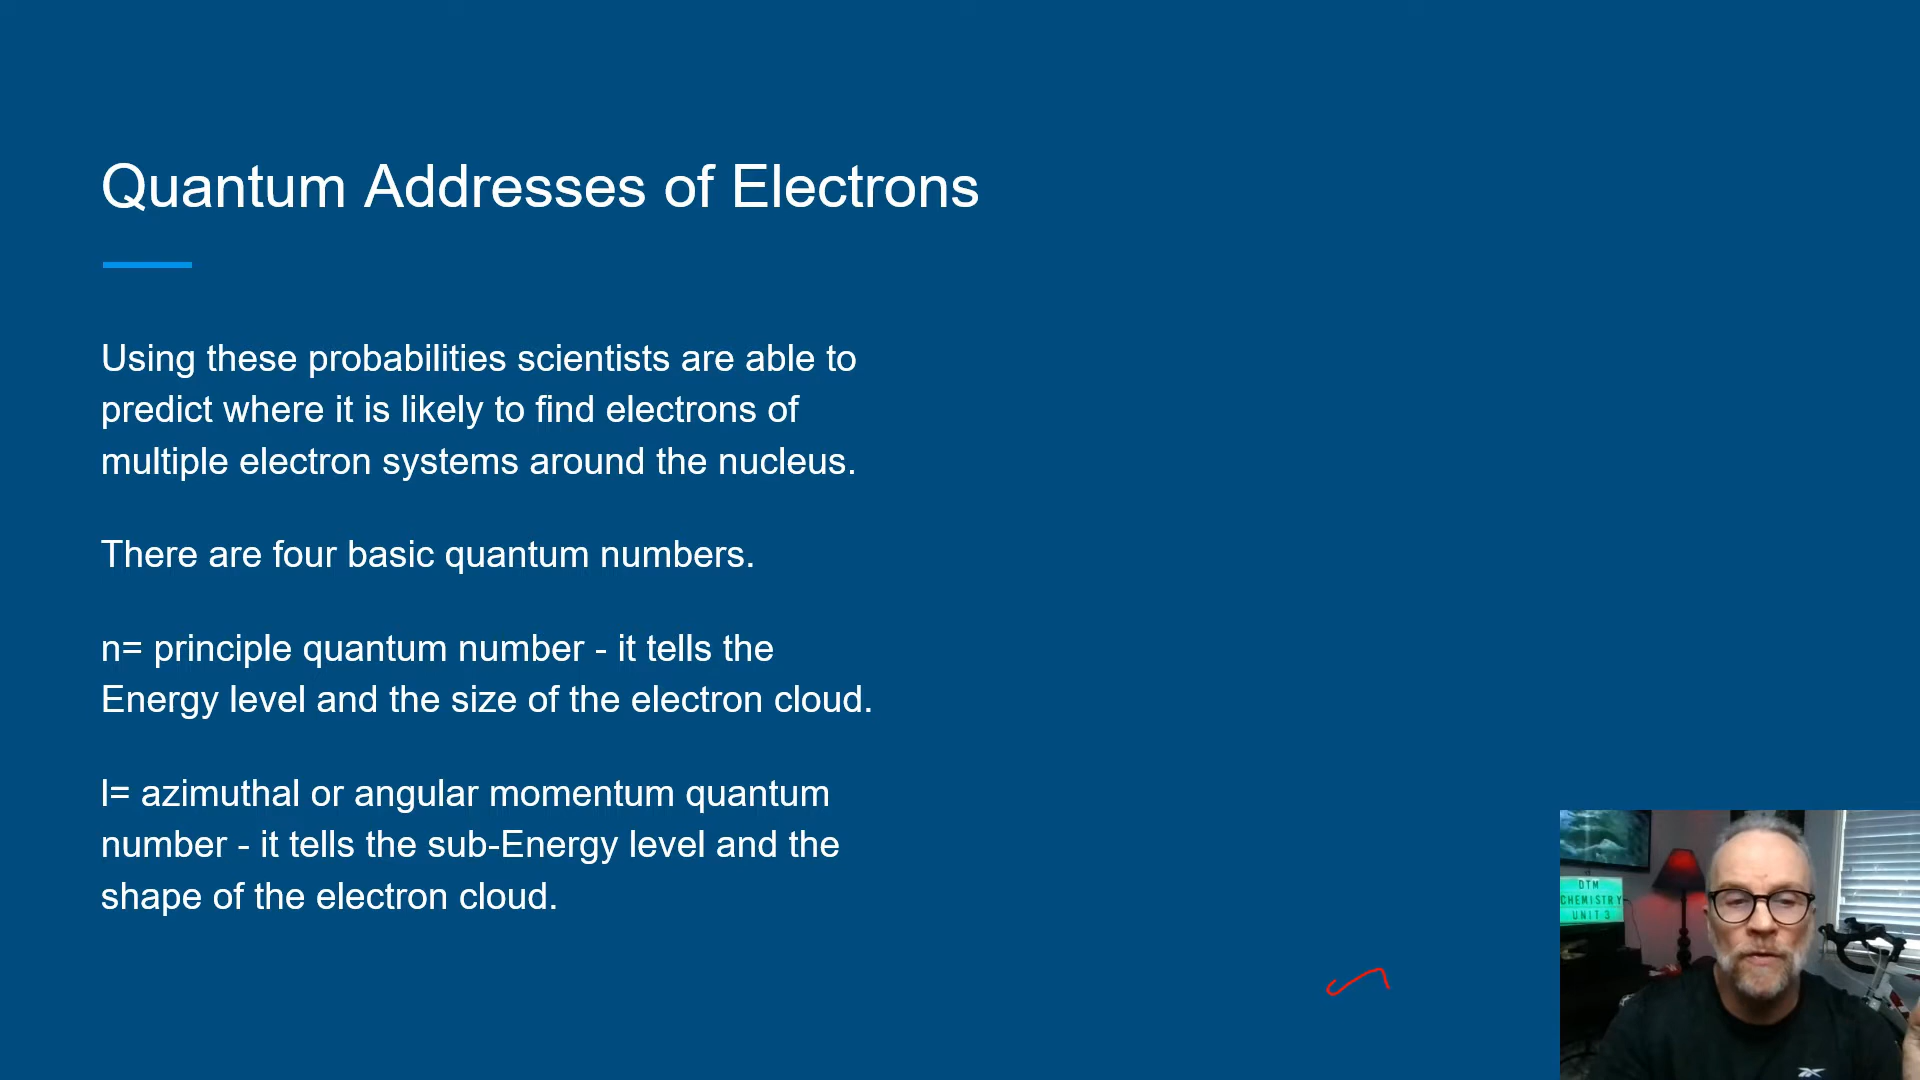 Quantum Addresses of Electrons
Using these probabilities scientists are able to
predict where it is likely to find electrons of
multiple electron systems around the nucleus.
There are four basic quantum numbers.
n= principle quantum number - it tells the
Energy level and the size of the electron cloud.
l= azimuthal or angular momentum quantum
number - it tells the sub-Energy level and the
shape of the electron cloud.
DTM
CHEMISTRY
UNIT 3